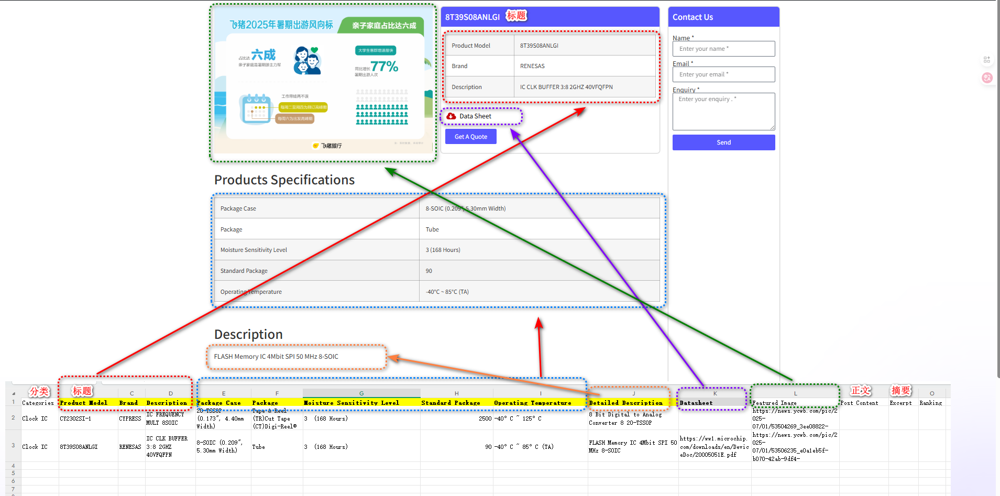 飞猪2025年暑期出游风向标
亲子家庭占比达六成
占比达 六成
亲子家庭是暑期游主力军
大学生客群增速最快
同比增长 77%
暑期出游人次
工作带娃两不误
每周二至周四为预订高峰期
每周六为出发高峰期
飞猪旅行
8T39S08ANLGI 标题
Product Model 8T39S08ANLGI
Brand RENESAS
Description IC CLK BUFFER 3:8 2GHZ 40VFQFPN
Data Sheet
Get A Quote
Contact Us
Name *
Enter your name *
Email *
Enter your email *
Enquiry *
Enter your enquiry . *
Send
Products Specifications
Package Case 8-SOIC (0.209", 5.30mm Width)
Package Tube
Moisture Sensitivity Level 3 (168 Hours)
Standard Package 90
Operating Temperature -40°C ~ 85°C (TA)
Description
FLASH Memory IC 4Mbit SPI 50 MHz 8-SOIC
分类 标题 正文 摘要
C D E F G H I J K L O
1 Categories Product Model Brand Description Package Case Package Moisture Sensitivity Level Standard Package Operating Temperature Detailed Description Datasheet Featured Image Post Content Excerpt Ranking
2 Clock IC CY2302SI-1 CYPRESS
IC FREQUENCY
MULT 8SOIC
20-TSSOP
(0.173", 4.40mm
Width)
Tape & Reel
(TR)Cut Tape
(CT)Digi-Reel®
3 (168 Hours) 2500 -40° C ~ 125° C
8 Bit Digital to Analog
Converter 8 20-TSSOP
https://news.ycwb.com/pic/2
025-
07/01/53504269_3ee08822-
3 Clock IC 8T39S08ANLGI RENESAS
IC CLK BUFFER
3:8 2GHZ
40VFQFPN
8-SOIC (0.209",
5.30mm Width)
Tube 3 (168 Hours) 90 -40° C ~ 85° C (TA)
FLASH Memory IC 4Mbit SPI 50
MHz 8-SOIC
https://ww1.microchip.
com/downloads/en/Devic
eDoc/20005051E.pdf
https://news.ycwb.com/pic/2
025-
07/01/53506235_e0a1eb5f-
b070-42ab-9df4-
4
5
6
7